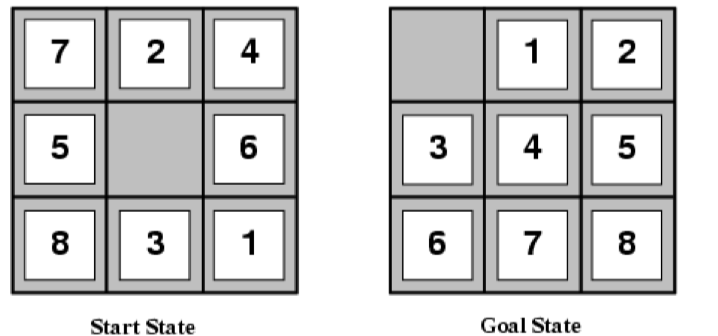 7 2 4
1 2
5 6
3 4 5
8 3 1
6 7 8
Start State
Goal State